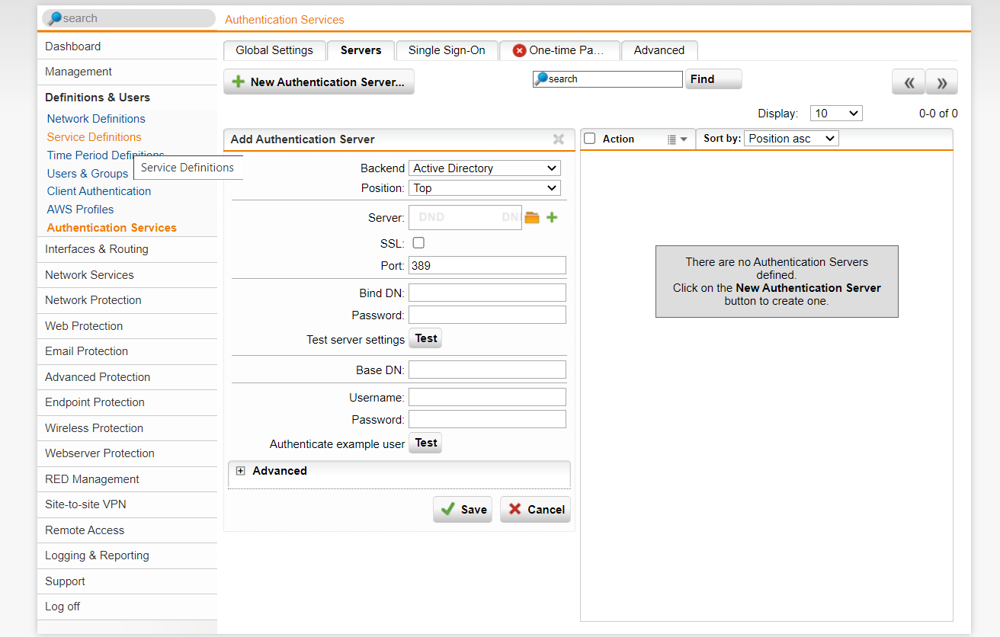 search
Authentication Services
Dashboard
Management
Definitions & Users
Network Definitions
Service Definitions
Time Period Definitions
Service Definitions
Users & Groups
Client Authentication
AWS Profiles
Authentication Services
Interfaces & Routing
Network Services
Network Protection
Web Protection
Email Protection
Advanced Protection
Endpoint Protection
Wireless Protection
Webserver Protection
RED Management
Site-to-site VPN
Remote Access
Logging & Reporting
Support
Log off
Global Settings
Servers
Single Sign-On
One-time Pa...
Advanced
New Authentication Server...
search
Find
Display: 10
0-0 of 0
Add Authentication Server
Backend Active Directory
Position: Top
Server: DND DND
SSL:
Port: 389
Bind DN:
Password:
Test server settings Test
Base DN:
Username:
Password:
Authenticate example user Test
Advanced
Save
Cancel
Action
Sort by: Position asc
There are no Authentication Servers
defined.
Click on the New Authentication Server
button to create one.